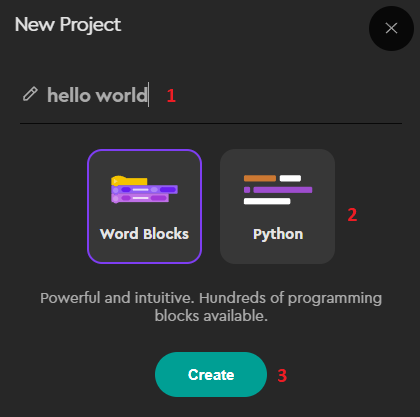 New Project
hello world 1
Word Blocks
Python
2
Powerful and intuitive. Hundreds of programming
blocks available.
Create 3